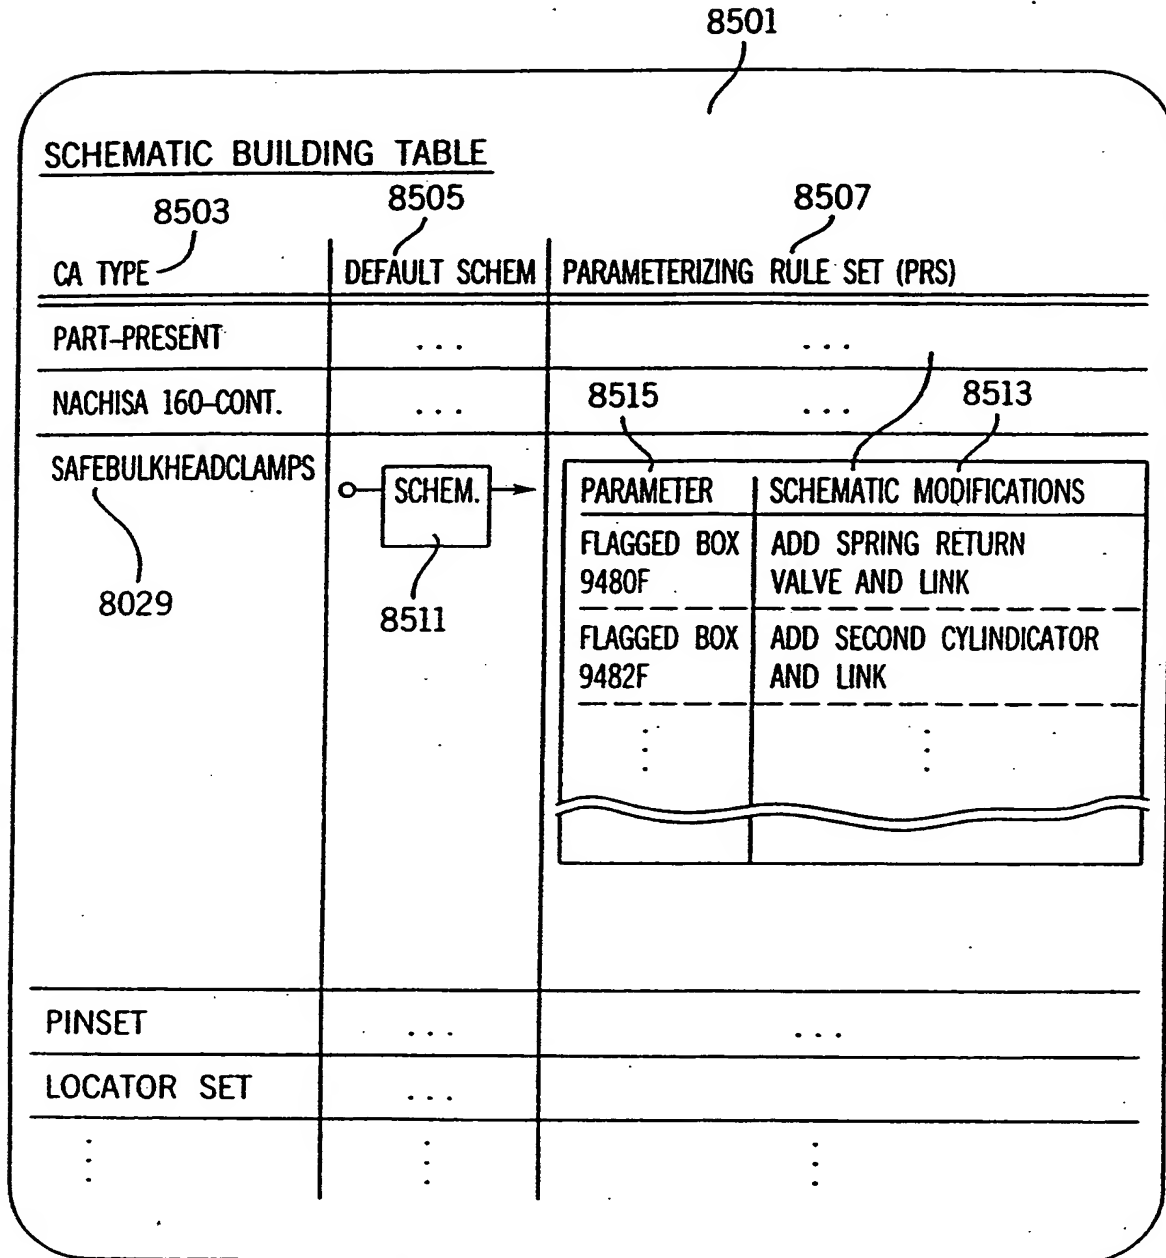 8501
SCHEMATIC BUILDING TABLE
8503 8505 8507
CA TYPE DEFAULT SCHEM PARAMETERIZING RULE SET (PRS)
PART-PRESENT ... ...
NACHISA 160-CONT. ... ...
8515 8513
SAFEBULKHEADCLAMPS SCHEM. PARAMETER SCHEMATIC MODIFICATIONS
FLAGGED BOX ADD SPRING RETURN
9480F VALVE AND LINK
8029 8511
FLAGGED BOX ADD SECOND CYLINDICATOR
9482F AND LINK
PINSET ... ...
LOCATOR SET ...